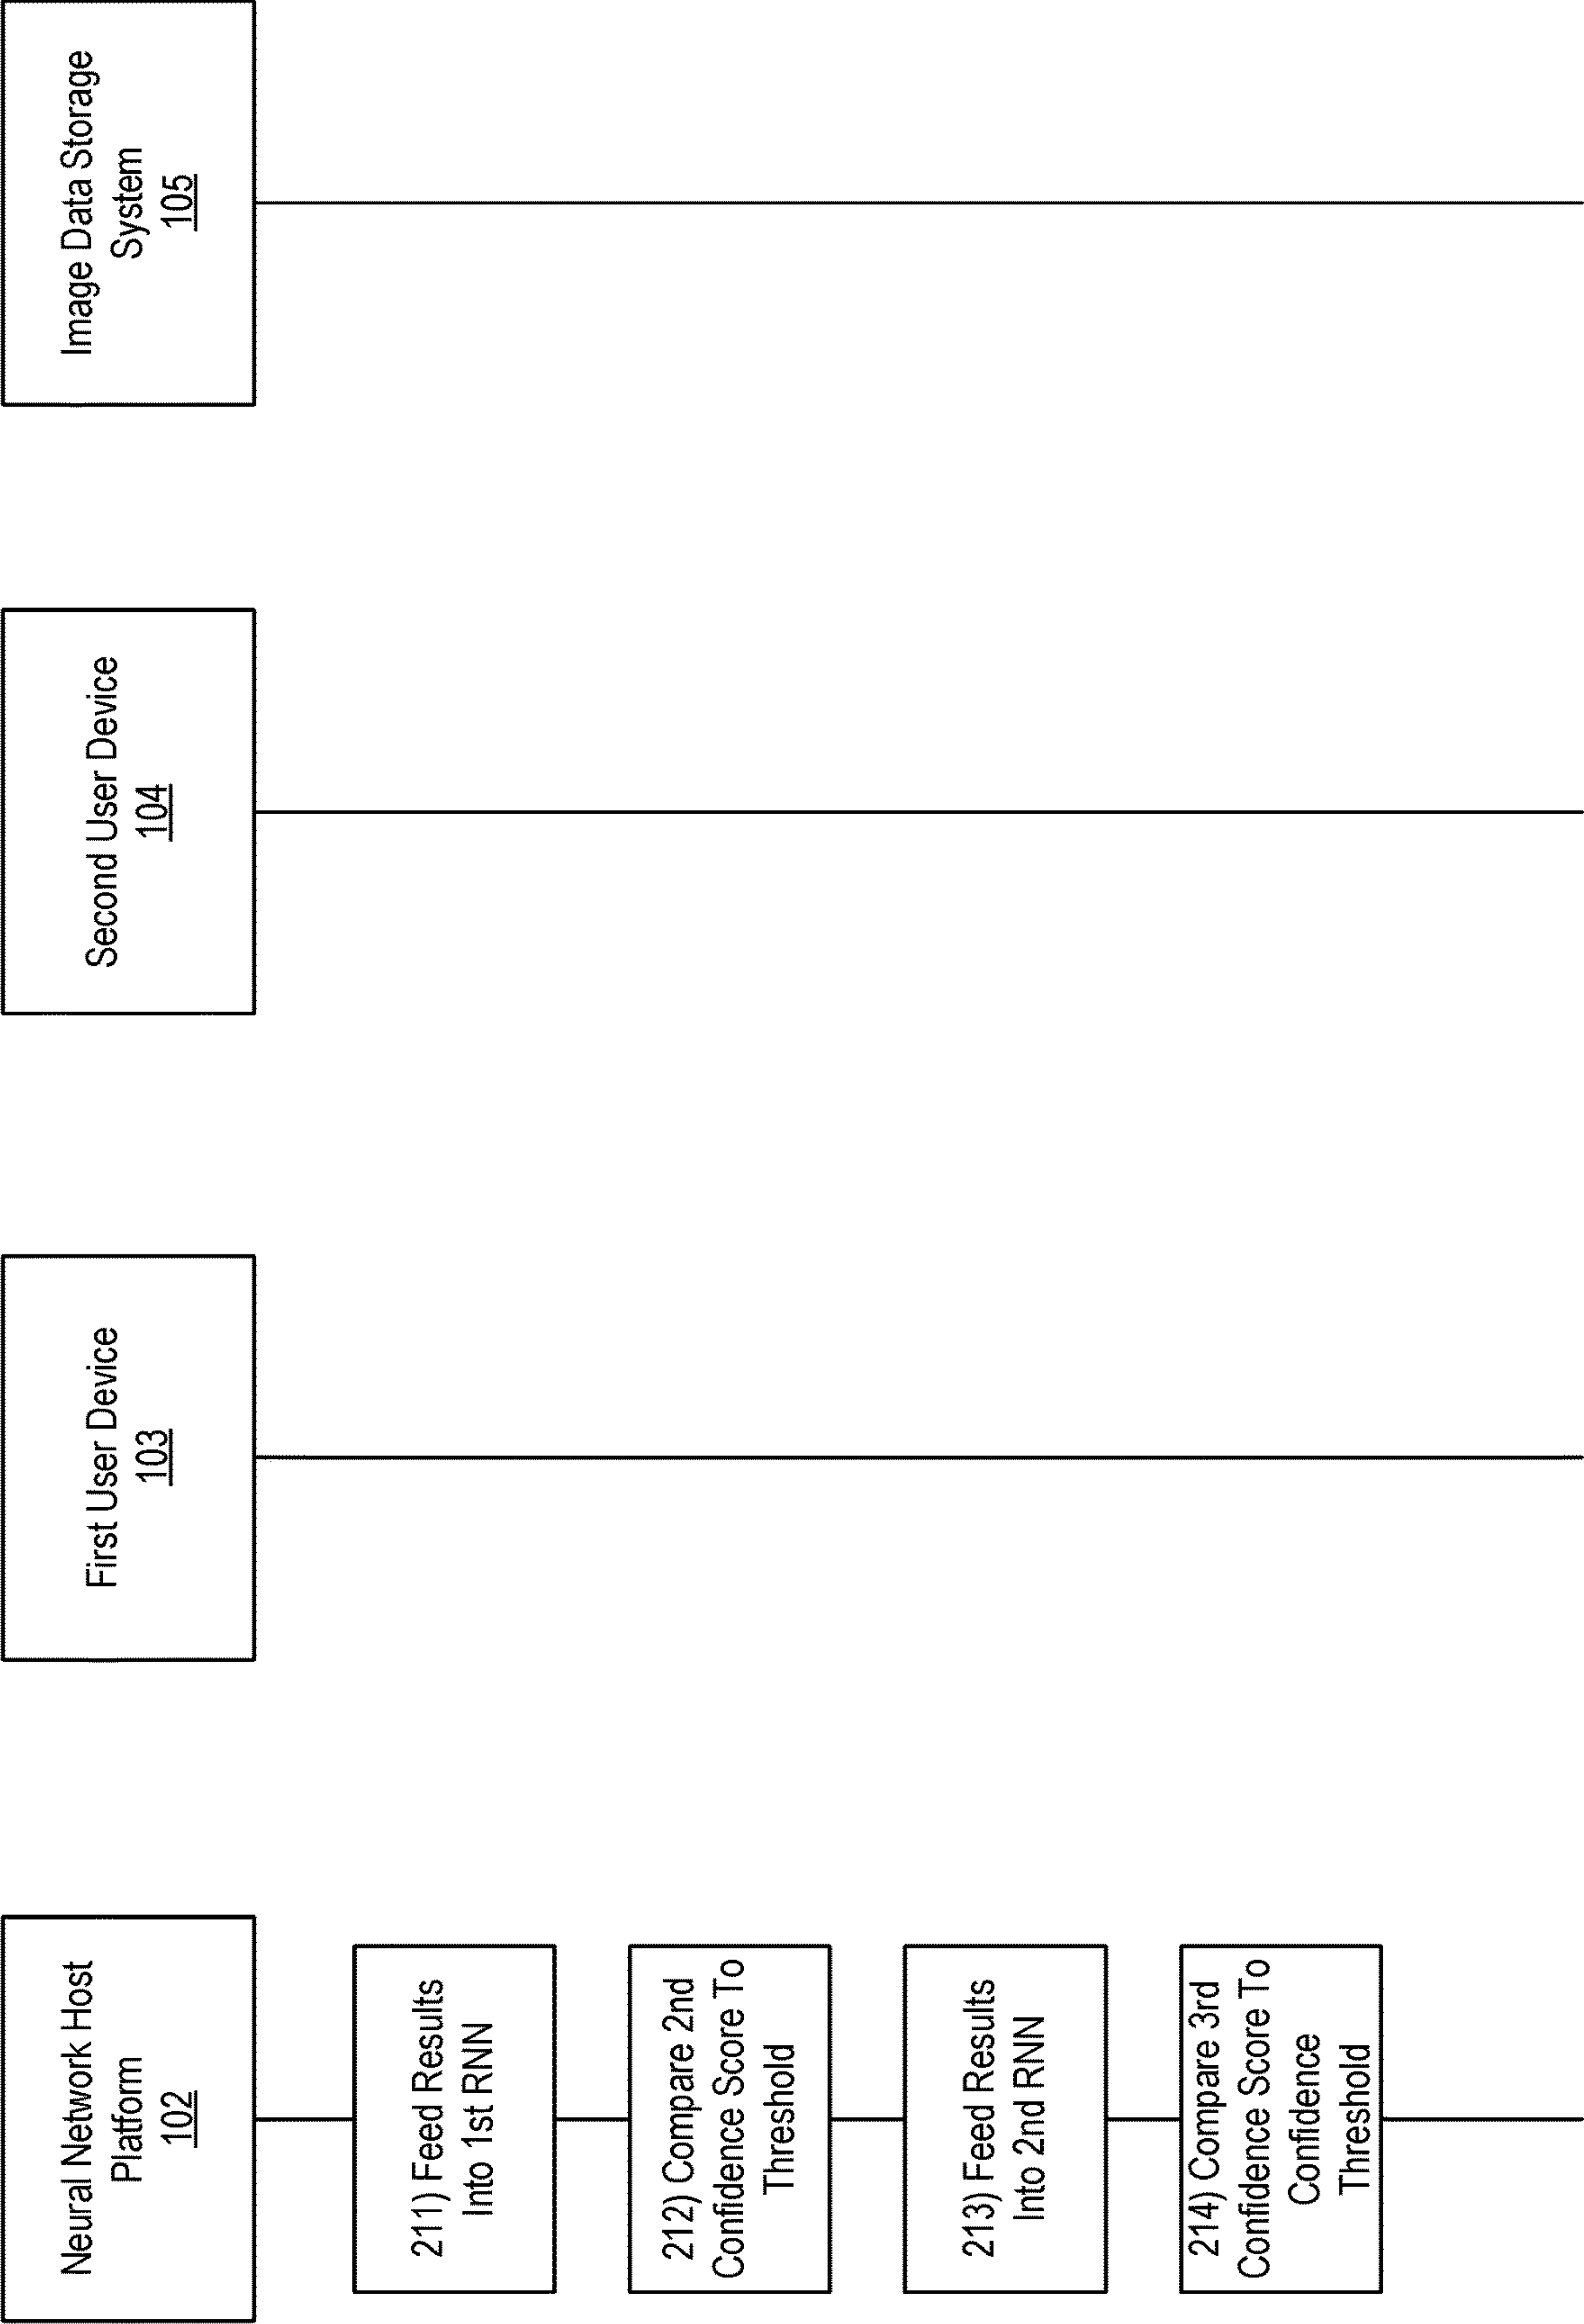 Neural Network Host
Platform
102
First User Device
103
Second User Device
104
Image Data Storage
System
105
211) Feed Results
Into 1st RNN
212) Compare 2nd
Confidence Score To
Threshold
213) Feed Results
Into 2nd RNN
214) Compare 3rd
Confidence Score To
Confidence
Threshold